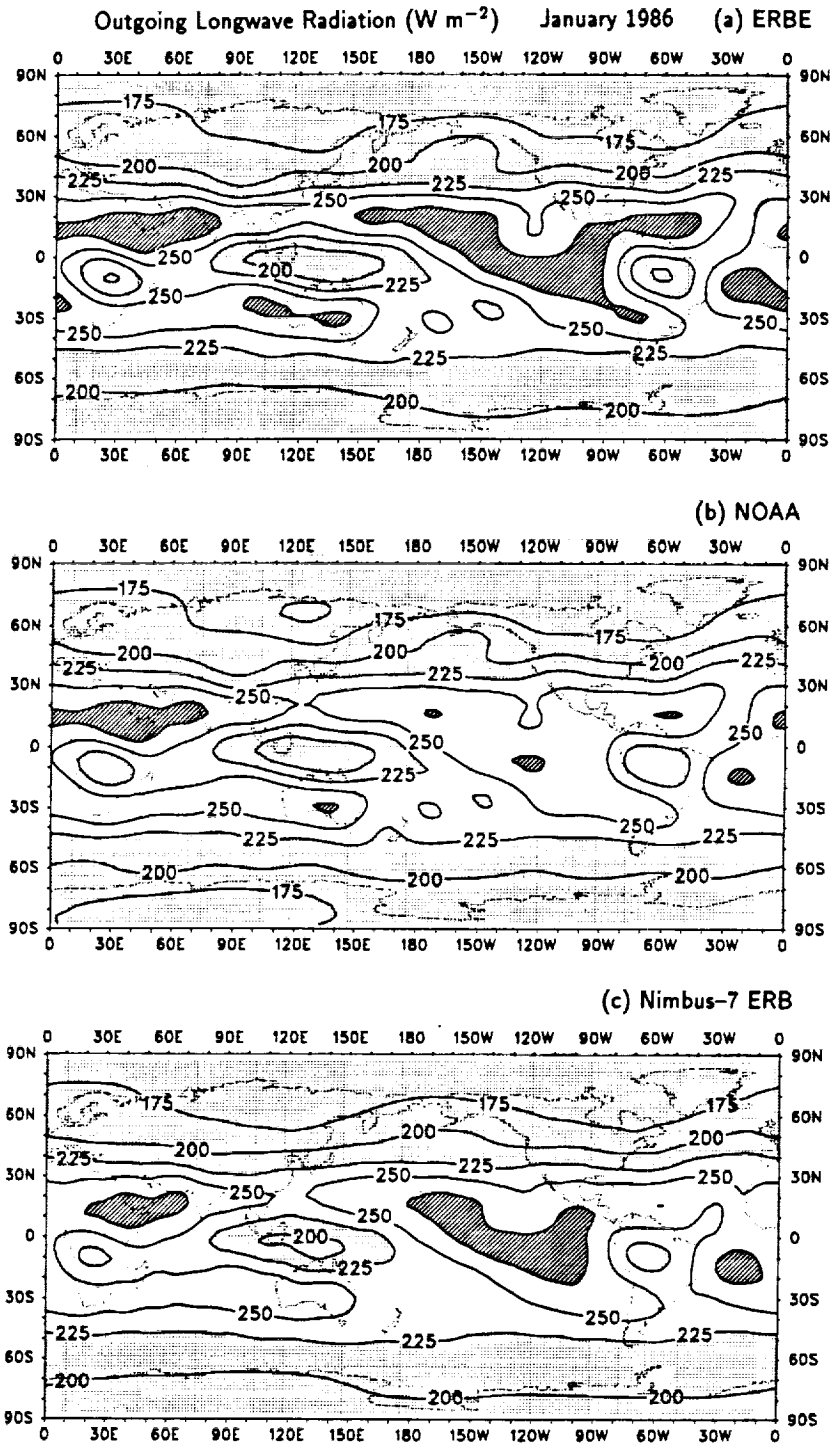 Outgoing Longwave Radiation (W m−2) January 1986 (a) ERBE
0 30E 60E 90E 120E 150E 180 150W 120W 90W 60W 30W 0
90N 90N
175
60N 175 175 60N
200 200 200
225 225 225
30N 250 250 30N
0 250 200 250 0
225
250
30S 250 250 250 30S
225 225 225
60S 60S
200 200 200
90S 90S
0 30E 60E 90E 120E 150E 180 150W 120W 90W 60W 30W 0
(b) NOAA
0 30E 60E 90E 120E 150E 180 150W 120W 90W 60W 30W 0
90N 90N
175
60N 175 175 60N
200 200 200
225 225 225
30N 250 30N
250
0 250 0
225
30S 250 250 30S
225 225 225
60S 200 200 200 60S
175
90S 90S
0 30E 60E 90E 120E 150E 180 150W 120W 90W 60W 30W 0
(c) Nimbus–7 ERB
0 30E 60E 90E 120E 150E 180 150W 120W 90W 60W 30W 0
90N 90N
175 175 175
60N 60N
200 200 200
225 225 225
30N 250 250 250 30N
250
0 200 0
225
30S 250 250 30S
225 225 225
60S 60S
200 200 200
90S 90S
0 30E 60E 90E 120E 150E 180 150W 120W 90W 60W 30W 0